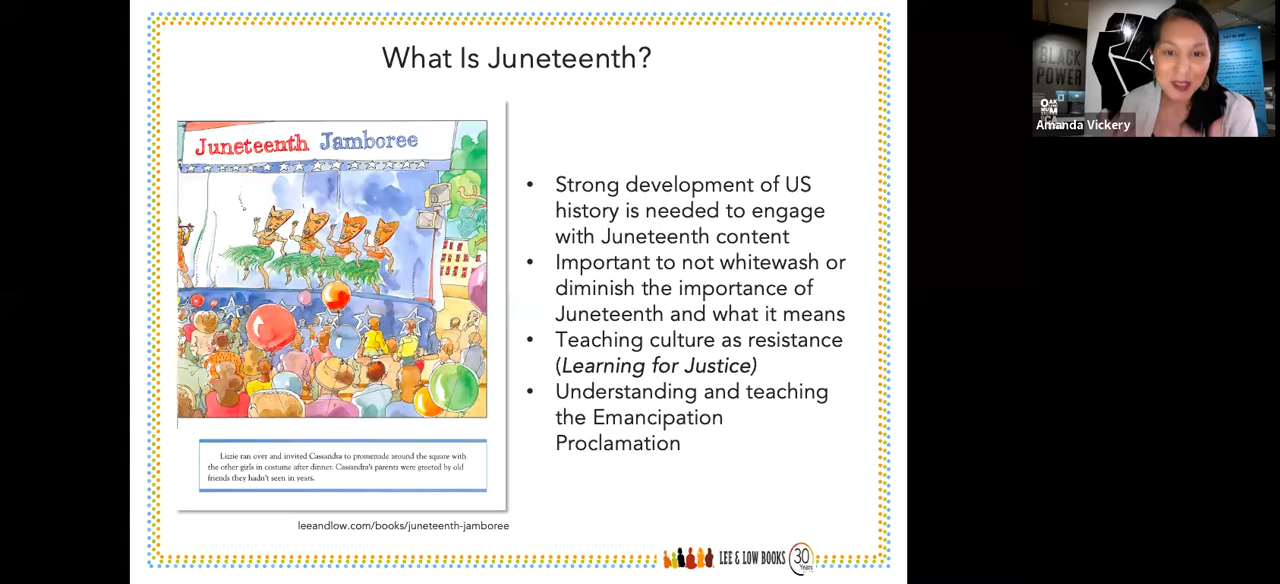 What Is Juneteenth?
Juneteenth Jamboree
Lizzie ran over and invited Cassandra to promenade around the square with
the other girls in costume after dinner. Cassandra's parents were greeted by old
friends they hadn't seen in years.
leeandlow.com/books/juneteenth-jamboree
• Strong development of US
history is needed to engage
with Juneteenth content
• Important to not whitewash or
diminish the importance of
Juneteenth and what it means
• Teaching culture as resistance
(Learning for Justice)
• Understanding and teaching
the Emancipation
Proclamation
LEE & LOW BOOKS
30
Years
BLACK
POWER
Amanda Vickery